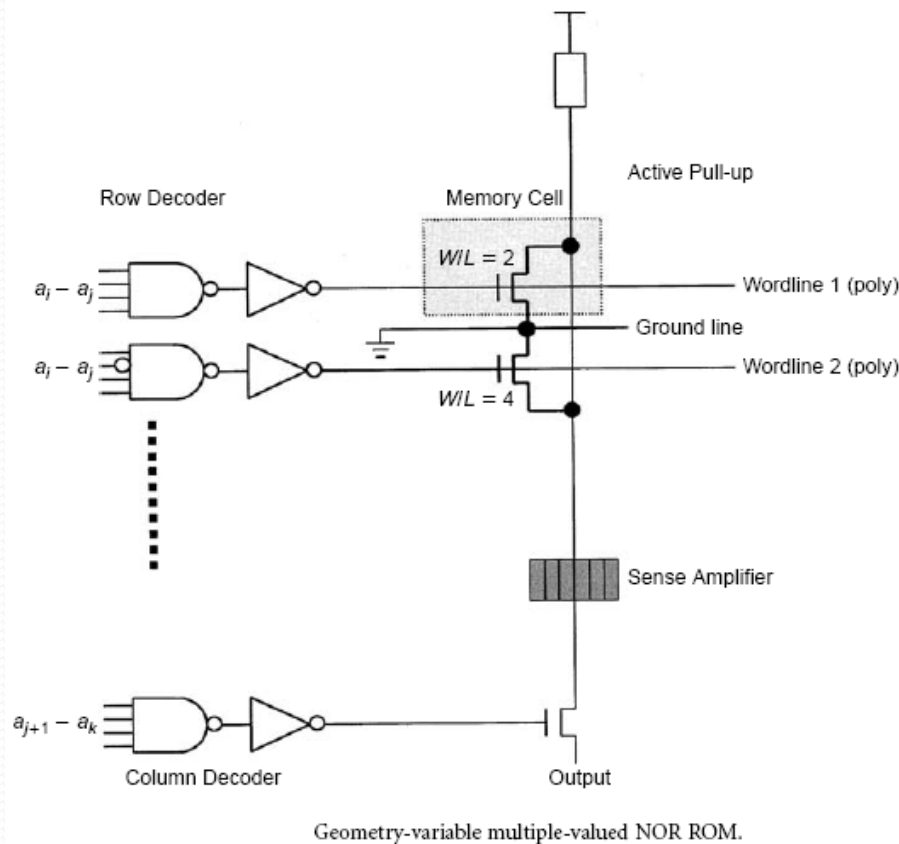 Active Pull-up
Row Decoder
Memory Cell
W/L = 2
a_i – a_j
Wordline 1 (poly)
Ground line
a_i – a_j
Wordline 2 (poly)
W/L = 4
Sense Amplifier
a_{j+1} – a_k
Column Decoder
Output
Geometry-variable multiple-valued NOR ROM.